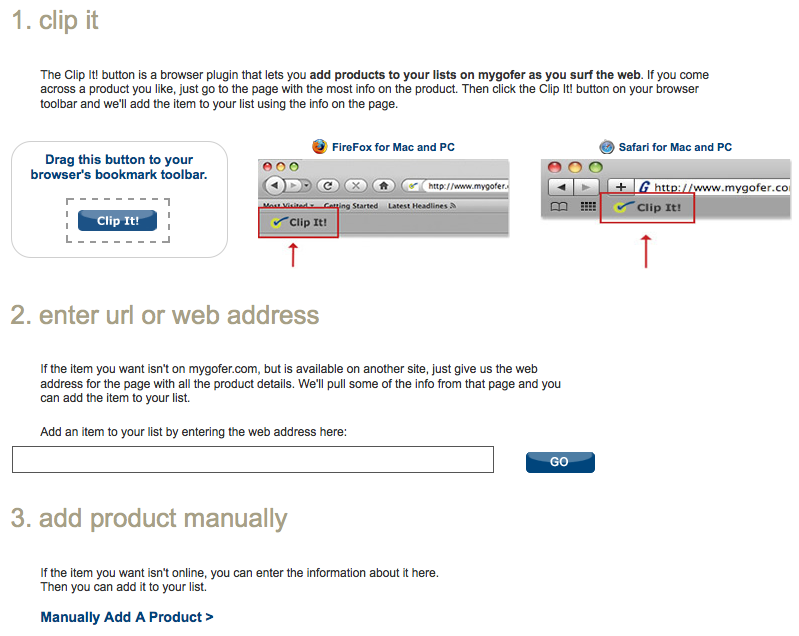 1. clip it
The Clip It! button is a browser plugin that lets you add products to your lists on mygofer as you surf the web. If you come
across a product you like, just go to the page with the most info on the product. Then click the Clip It! button on your browser
toolbar and we'll add the item to your list using the info on the page.
Drag this button to your
browser's bookmark toolbar.
Clip It!
FireFox for Mac and PC
http://www.mygofer.
Most Visited Getting Started Latest Headlines
Clip It!
Safari for Mac and PC
G http://www.mygofer.co
Clip It!
2. enter url or web address
If the item you want isn't on mygofer.com, but is available on another site, just give us the web
address for the page with all the product details. We'll pull some of the info from that page and you
can add the item to your list.
Add an item to your list by entering the web address here:
GO
3. add product manually
If the item you want isn't online, you can enter the information about it here.
Then you can add it to your list.
Manually Add A Product >